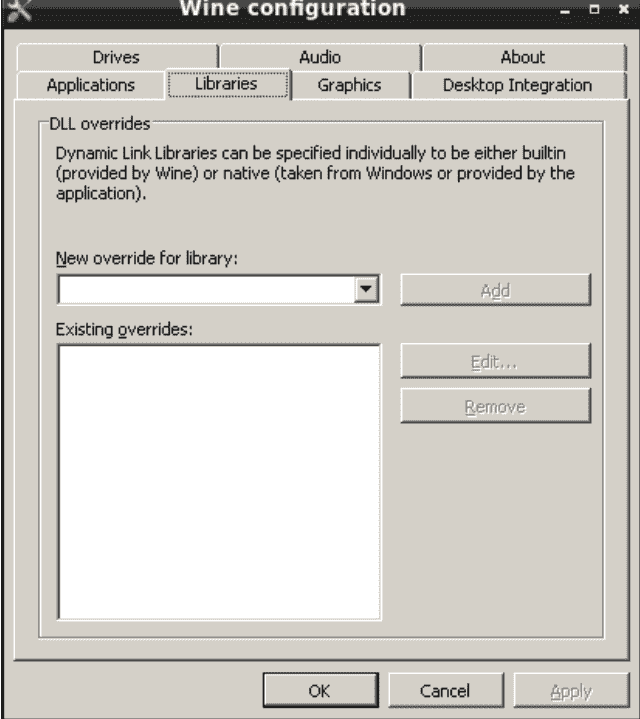 Wine configuration
Drives Audio About
Applications Libraries Graphics Desktop Integration
DLL overrides
Dynamic Link Libraries can be specified individually to be either builtin
(provided by Wine) or native (taken from Windows or provided by the
application).
New override for library:
Add
Existing overrides:
Edit...
Remove
OK Cancel Apply